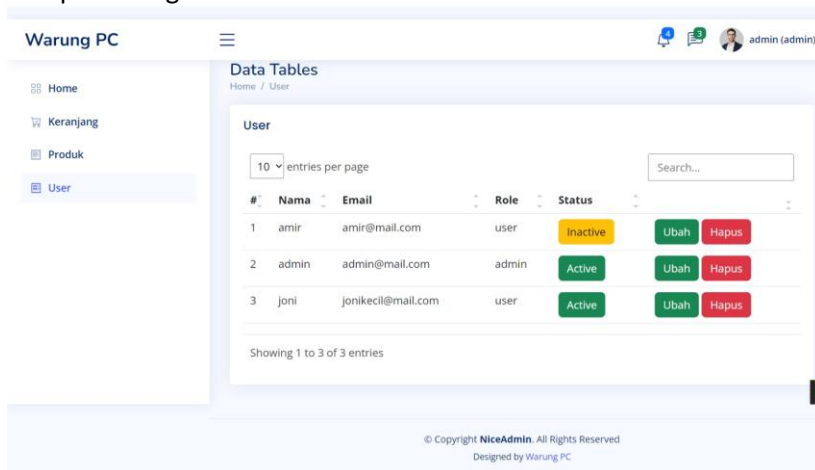 Warung PC
4
3
admin (admin)
Home
Keranjang
Produk
User
Data Tables
Home / User
User
10 entries per page
Search...
# Nama Email Role Status
1 amir amir@mail.com user Inactive Ubah Hapus
2 admin admin@mail.com admin Active Ubah Hapus
3 joni jonikecil@mail.com user Active Ubah Hapus
Showing 1 to 3 of 3 entries
© Copyright NiceAdmin. All Rights Reserved
Designed by Warung PC